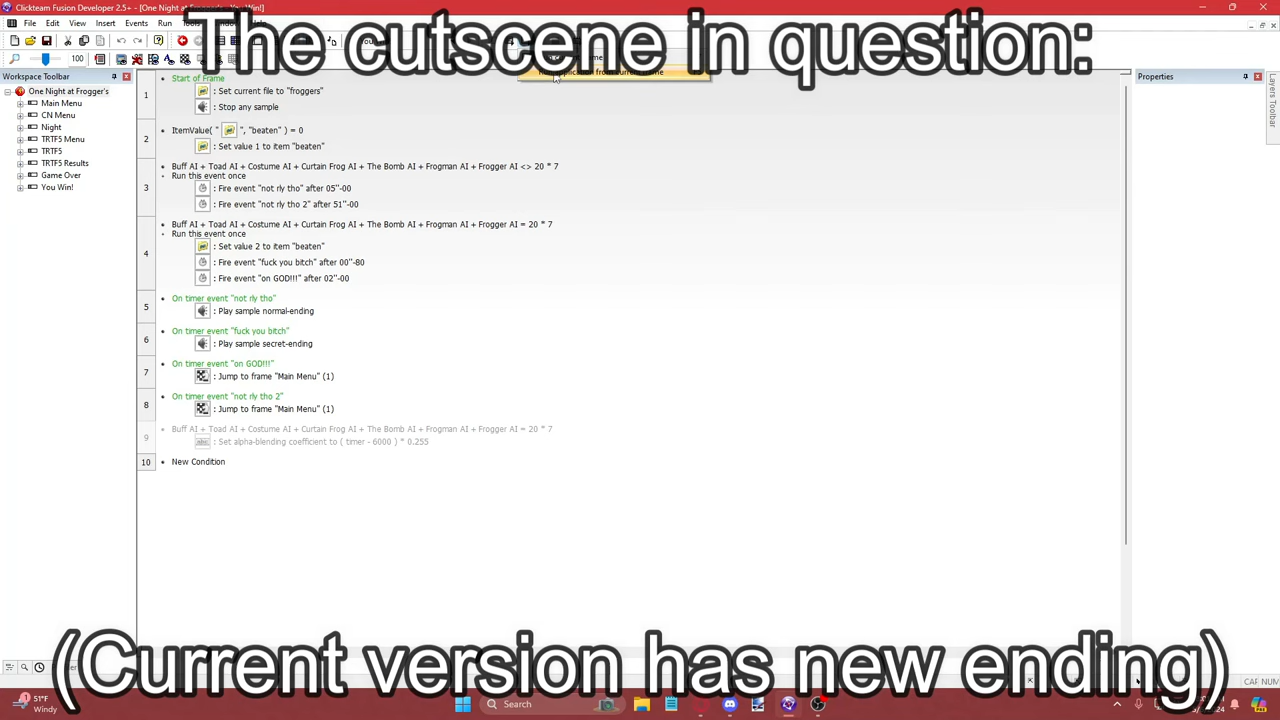 Clickteam Fusion Developer 2.5+ - [One Night at Frogger's - You Win!]
File Edit View Insert Events Run
The cutscene in question:
100
Workspace Toolbar
Properties
Layers Toolbar
One Night at Frogger's
Main Menu
CN Menu
Night
TRTF5 Menu
TRTF5
TRTF5 Results
Game Over
You Win!
1
Start of Frame
: Set current file to "froggers"
: Stop any sample
2
ItemValue( " ", "beaten" ) = 0
: Set value 1 to item "beaten"
3
Buff AI + Toad AI + Costume AI + Curtain Frog AI + The Bomb AI + Frogman AI + Frogger AI <> 20 * 7
Run this event once
: Fire event "not rly tho" after 05"-00
: Fire event "not rly tho 2" after 51"-00
4
Buff AI + Toad AI + Costume AI + Curtain Frog AI + The Bomb AI + Frogman AI + Frogger AI = 20 * 7
Run this event once
: Set value 2 to item "beaten"
: Fire event "fuck you bitch" after 00"-80
: Fire event "on GOD!!!" after 02"-00
5
On timer event "not rly tho"
: Play sample normal-ending
6
On timer event "fuck you bitch"
: Play sample secret-ending
7
On timer event "on GOD!!!"
: Jump to frame "Main Menu" (1)
8
On timer event "not rly tho 2"
: Jump to frame "Main Menu" (1)
9
Buff AI + Toad AI + Costume AI + Curtain Frog AI + The Bomb AI + Frogman AI + Frogger AI = 20 * 7
: Set alpha-blending coefficient to ( timer - 6000 ) * 0.255
10
New Condition
(Current version has new ending)
CAP NUM
51°F
Windy
Search